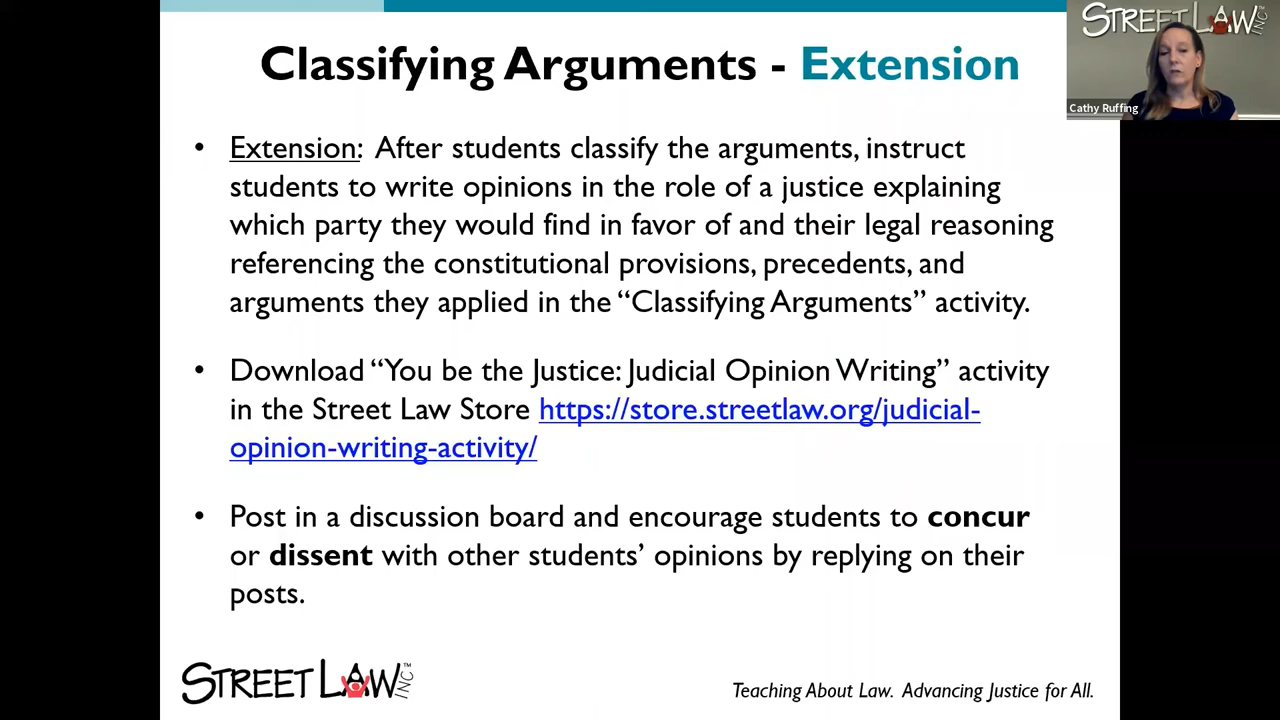 Classifying Arguments - Extension
STREET LAW INC™
Cathy Ruffing
• Extension: After students classify the arguments, instruct
students to write opinions in the role of a justice explaining
which party they would find in favor of and their legal reasoning
referencing the constitutional provisions, precedents, and
arguments they applied in the “Classifying Arguments” activity.
• Download “You be the Justice: Judicial Opinion Writing” activity
in the Street Law Store https://store.streetlaw.org/judicial-
opinion-writing-activity/
• Post in a discussion board and encourage students to concur
or dissent with other students’ opinions by replying on their
posts.
STREET LAW INC™
Teaching About Law. Advancing Justice for All.